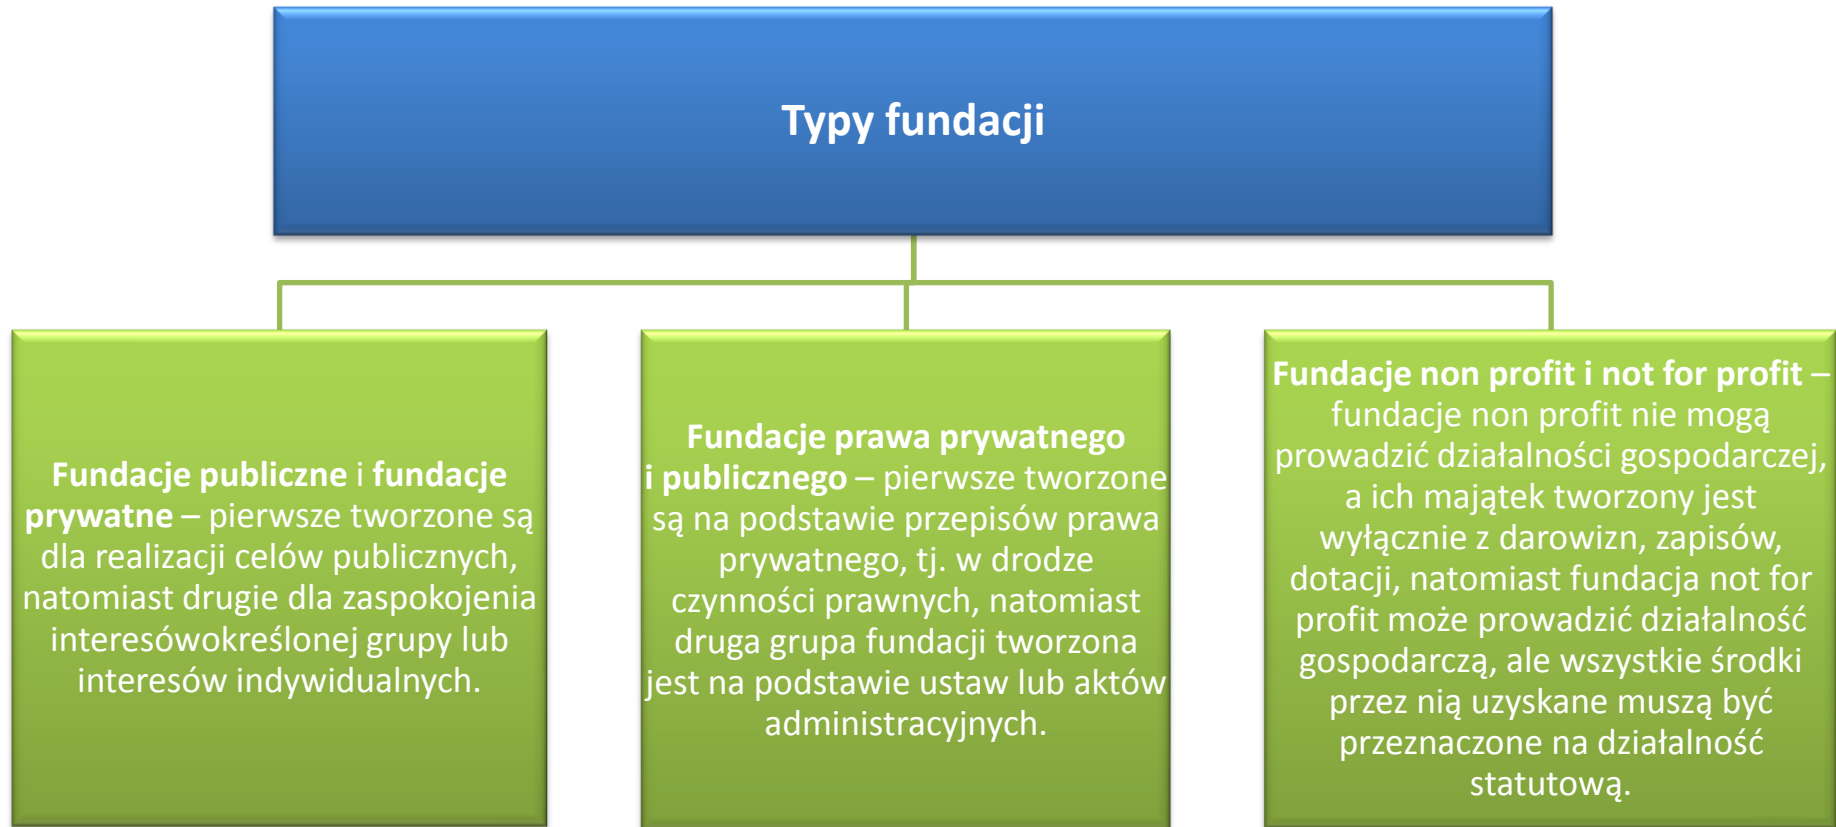 Typy fundacji
Fundacje publiczne i fundacje
prywatne – pierwsze tworzone są
dla realizacji celów publicznych,
natomiast drugie dla zaspokojenia
interesówokreślonej grupy lub
interesów indywidualnych.
Fundacje prawa prywatnego
i publicznego – pierwsze tworzone
są na podstawie przepisów prawa
prywatnego, tj. w drodze
czynności prawnych, natomiast
druga grupa fundacji tworzona
jest na podstawie ustaw lub aktów
administracyjnych.
Fundacje non profit i not for profit –
fundacje non profit nie mogą
prowadzić działalności gospodarczej,
a ich majątek tworzony jest
wyłącznie z darowizn, zapisów,
dotacji, natomiast fundacja not for
profit może prowadzić działalność
gospodarczą, ale wszystkie środki
przez nią uzyskane muszą być
przeznaczone na działalność
statutową.